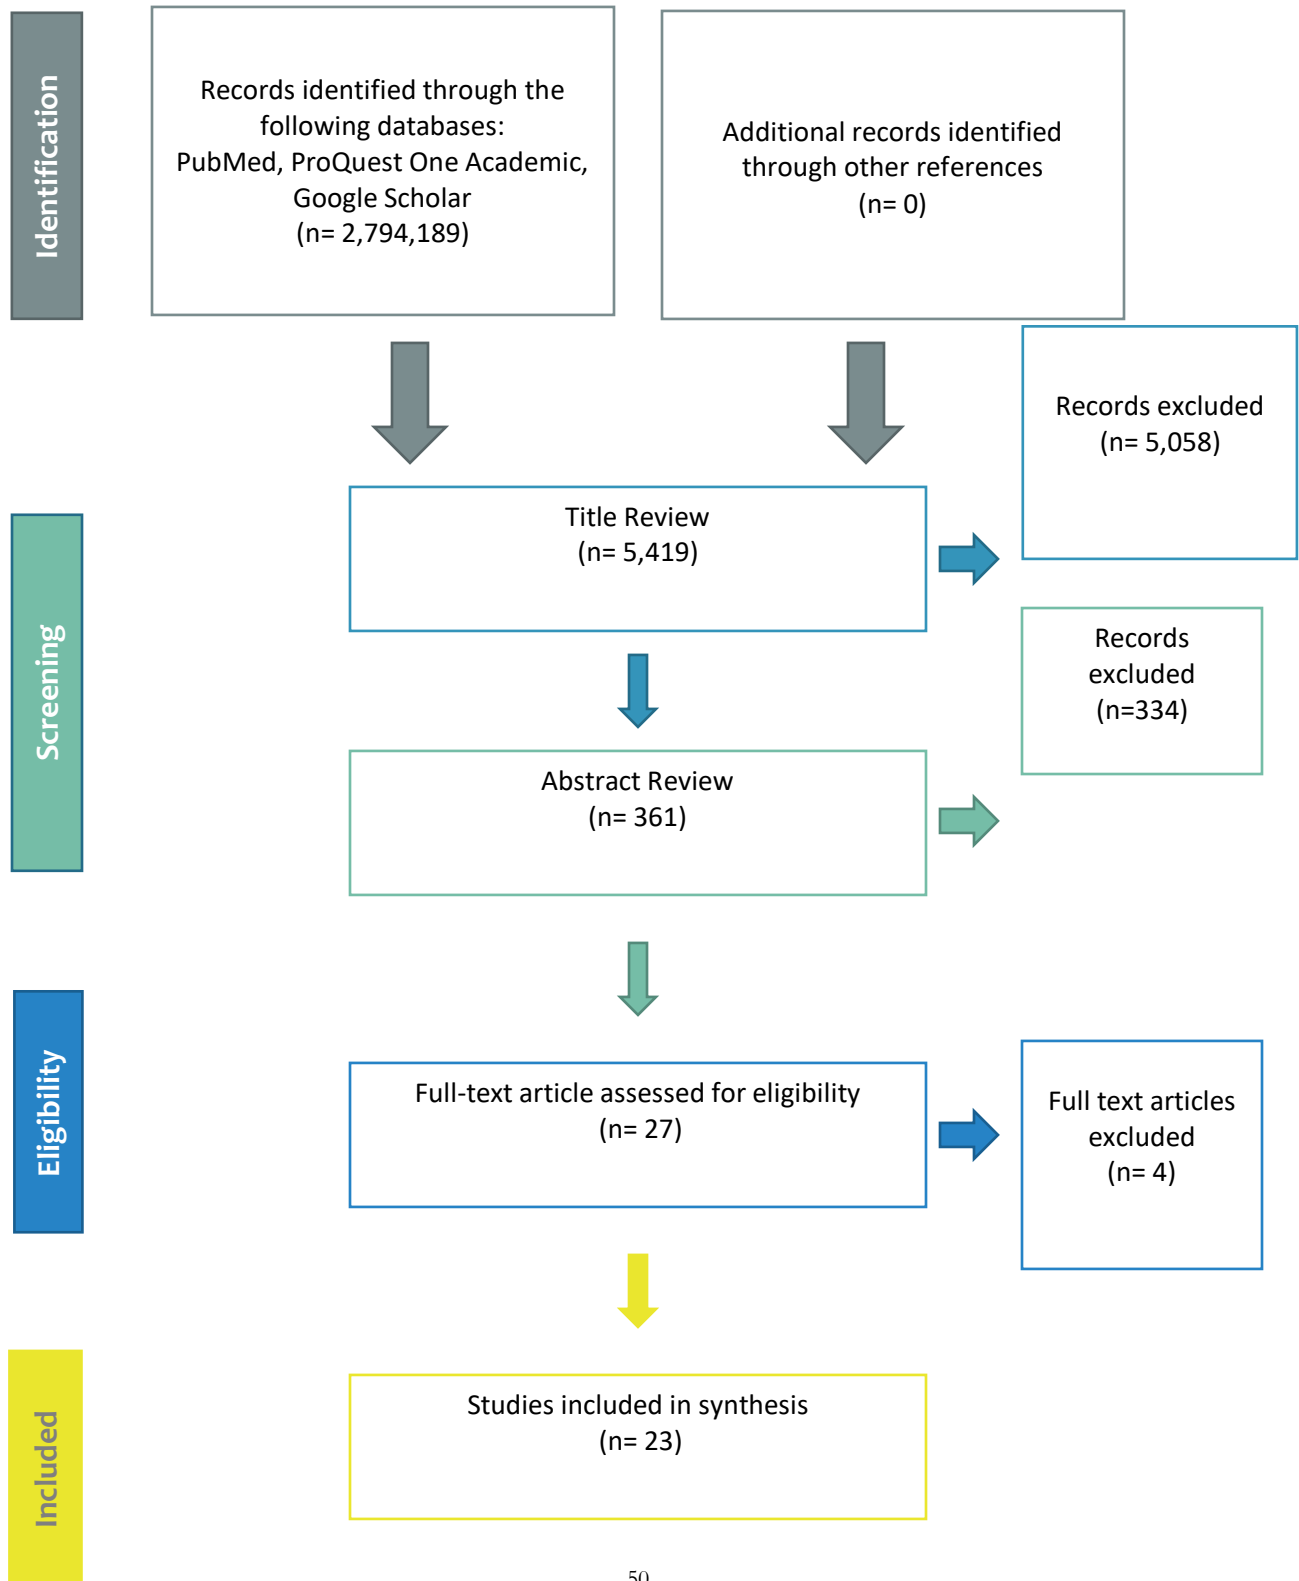 Identification
Records identified through the
following databases:
PubMed, ProQuest One Academic,
Google Scholar
(n= 2,794,189)
Additional records identified
through other references
(n= 0)
Records excluded
(n= 5,058)
Screening
Title Review
(n= 5,419)
Records
excluded
(n=334)
Abstract Review
(n= 361)
Eligibility
Full-text article assessed for eligibility
(n= 27)
Full text articles
excluded
(n= 4)
Included
Studies included in synthesis
(n= 23)
50